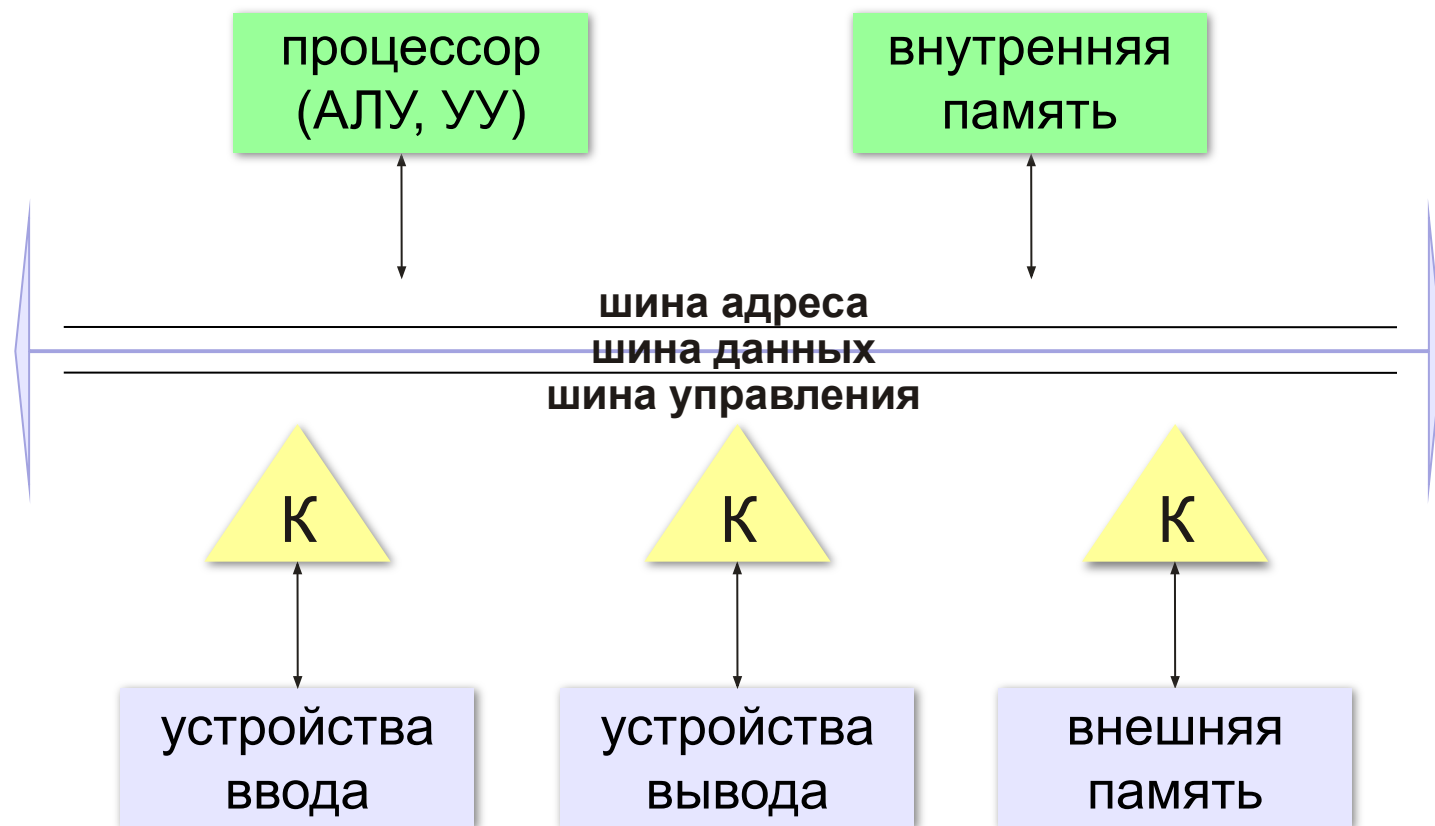 процессор
(АЛУ, УУ)
внутренняя
память
шина адреса
шина данных
шина управления
К
К
К
устройства
ввода
устройства
вывода
внешняя
память